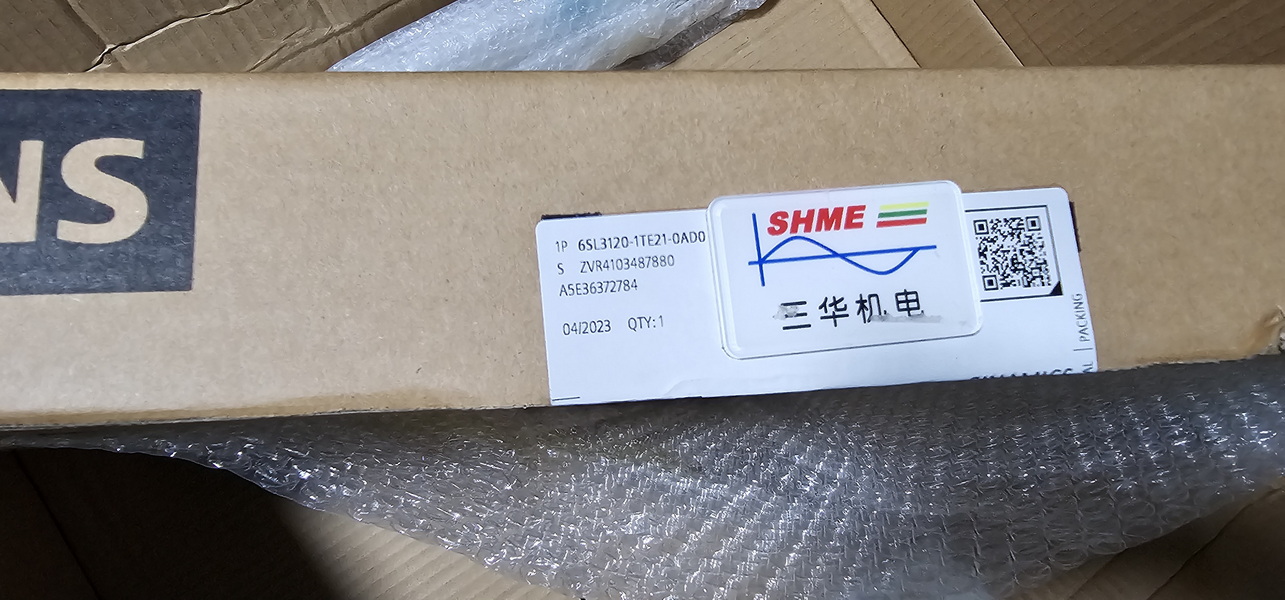 NS
1P 6SL3120-1TE21-0AD0
S ZVR4103487880
A5E36372784
04/2023 QTY:1
SHME
三华机电
PACKING